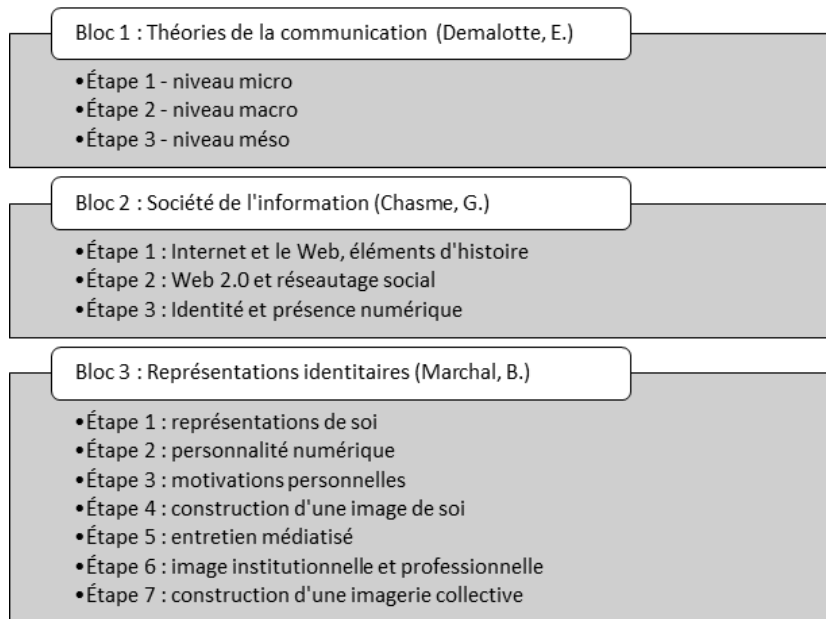 Bloc 1 : Théories de la communication (Demalotte, E.)
•Étape 1 - niveau micro
•Étape 2 - niveau macro
•Étape 3 - niveau méso
Bloc 2 : Société de l'information (Chasme, G.)
•Étape 1 : Internet et le Web, éléments d'histoire
•Étape 2 : Web 2.0 et réseautage social
•Étape 3 : Identité et présence numérique
Bloc 3 : Représentations identitaires (Marchal, B.)
•Étape 1 : représentations de soi
•Étape 2 : personnalité numérique
•Étape 3 : motivations personnelles
•Étape 4 : construction d'une image de soi
•Étape 5 : entretien médiatisé
•Étape 6 : image institutionnelle et professionnelle
•Étape 7 : construction d'une imagerie collective